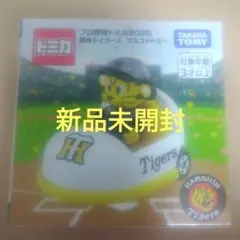 トミカ
プロ野球トミカ2025
阪神タイガース マスコットカー
TAKARA TOMY
対象年齢
3才以上
新品未開封
Tigers
HANSHIN
Tigers